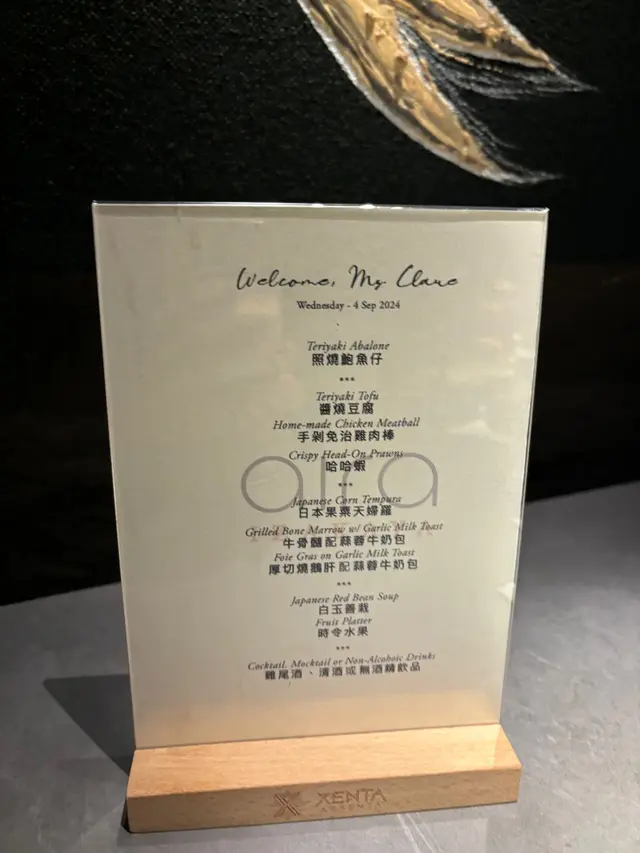 Welcome, Ms Clare
Wednesday - 4 Sep 2024
Teriyaki Abalone
照燒鮑魚仔
***
Teriyaki Tofu
醬燒豆腐
Home-made Chicken Meatball
手剁免治雞肉棒
Crispy Head-On Prawns
哈哈蝦
***
Japanese Corn Tempura
日本果粟天婦羅
Grilled Bone Marrow w/ Garlic Milk Toast
牛骨髓配蒜蓉牛奶包
Foie Gras on Garlic Milk Toast
厚切燒鵝肝配蒜蓉牛奶包
***
Japanese Red Bean Soup
白玉善哉
Fruit Platter
時令水果
***
Cocktail, Mocktail or Non-Alcoholic Drinks
雞尾酒、清酒或無酒精飲品
XENTA